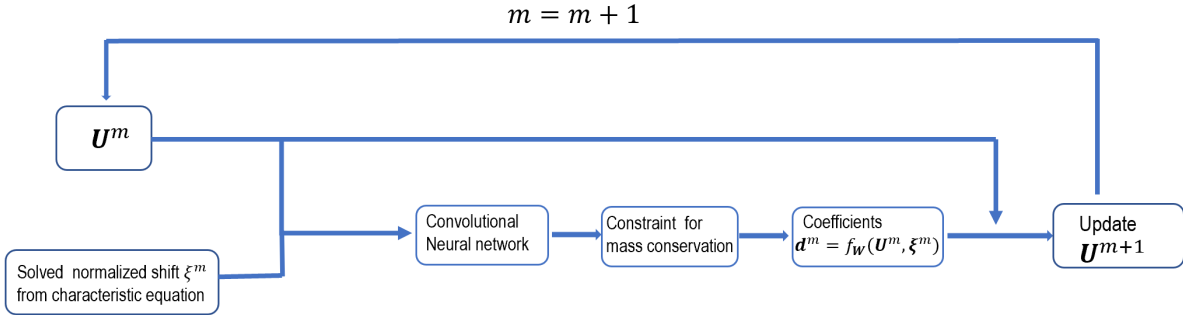 m = m + 1
U^m
Solved normalized shift ξ^m
from characteristic equation
Convolutional
Neural network
Constraint for
mass conservation
Coefficients
d^m = f_W(U^m, ξ^m)
Update
U^{m+1}